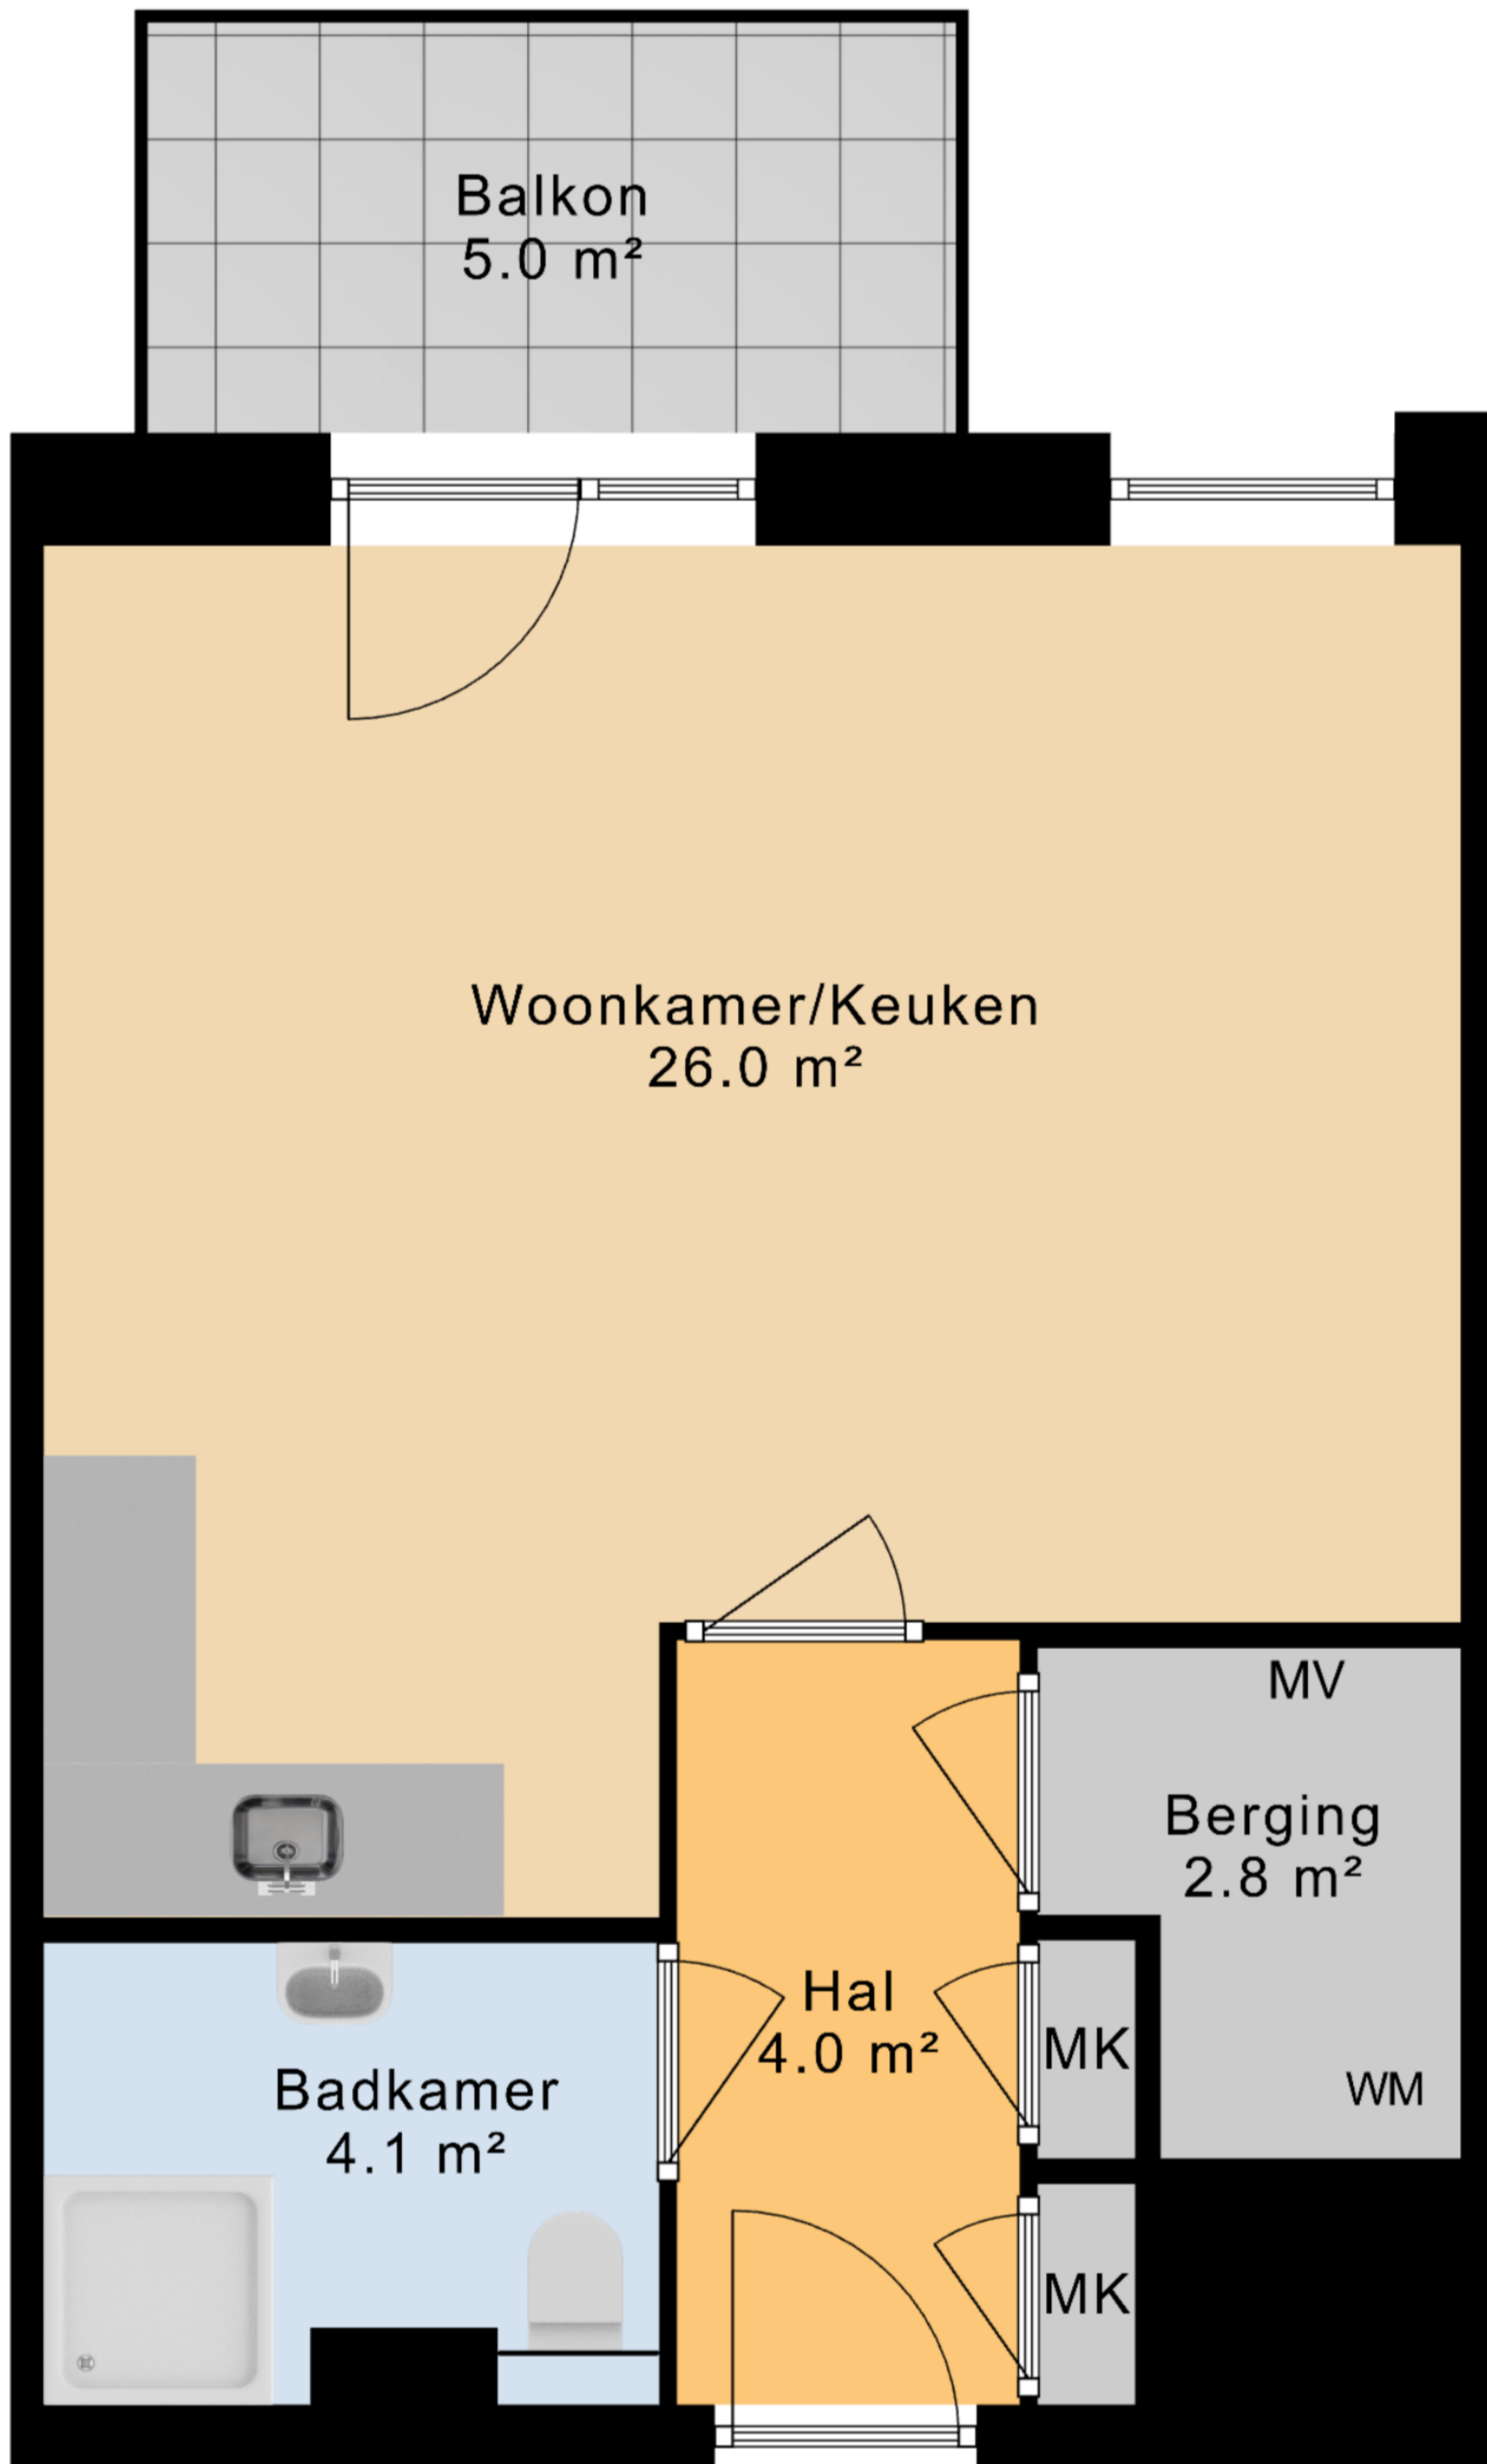 Balkon
5.0 m²
Woonkamer/Keuken
26.0 m²
MV
Berging
2.8 m²
Hal
4.0 m²
MK
WM
Badkamer
4.1 m²
MK